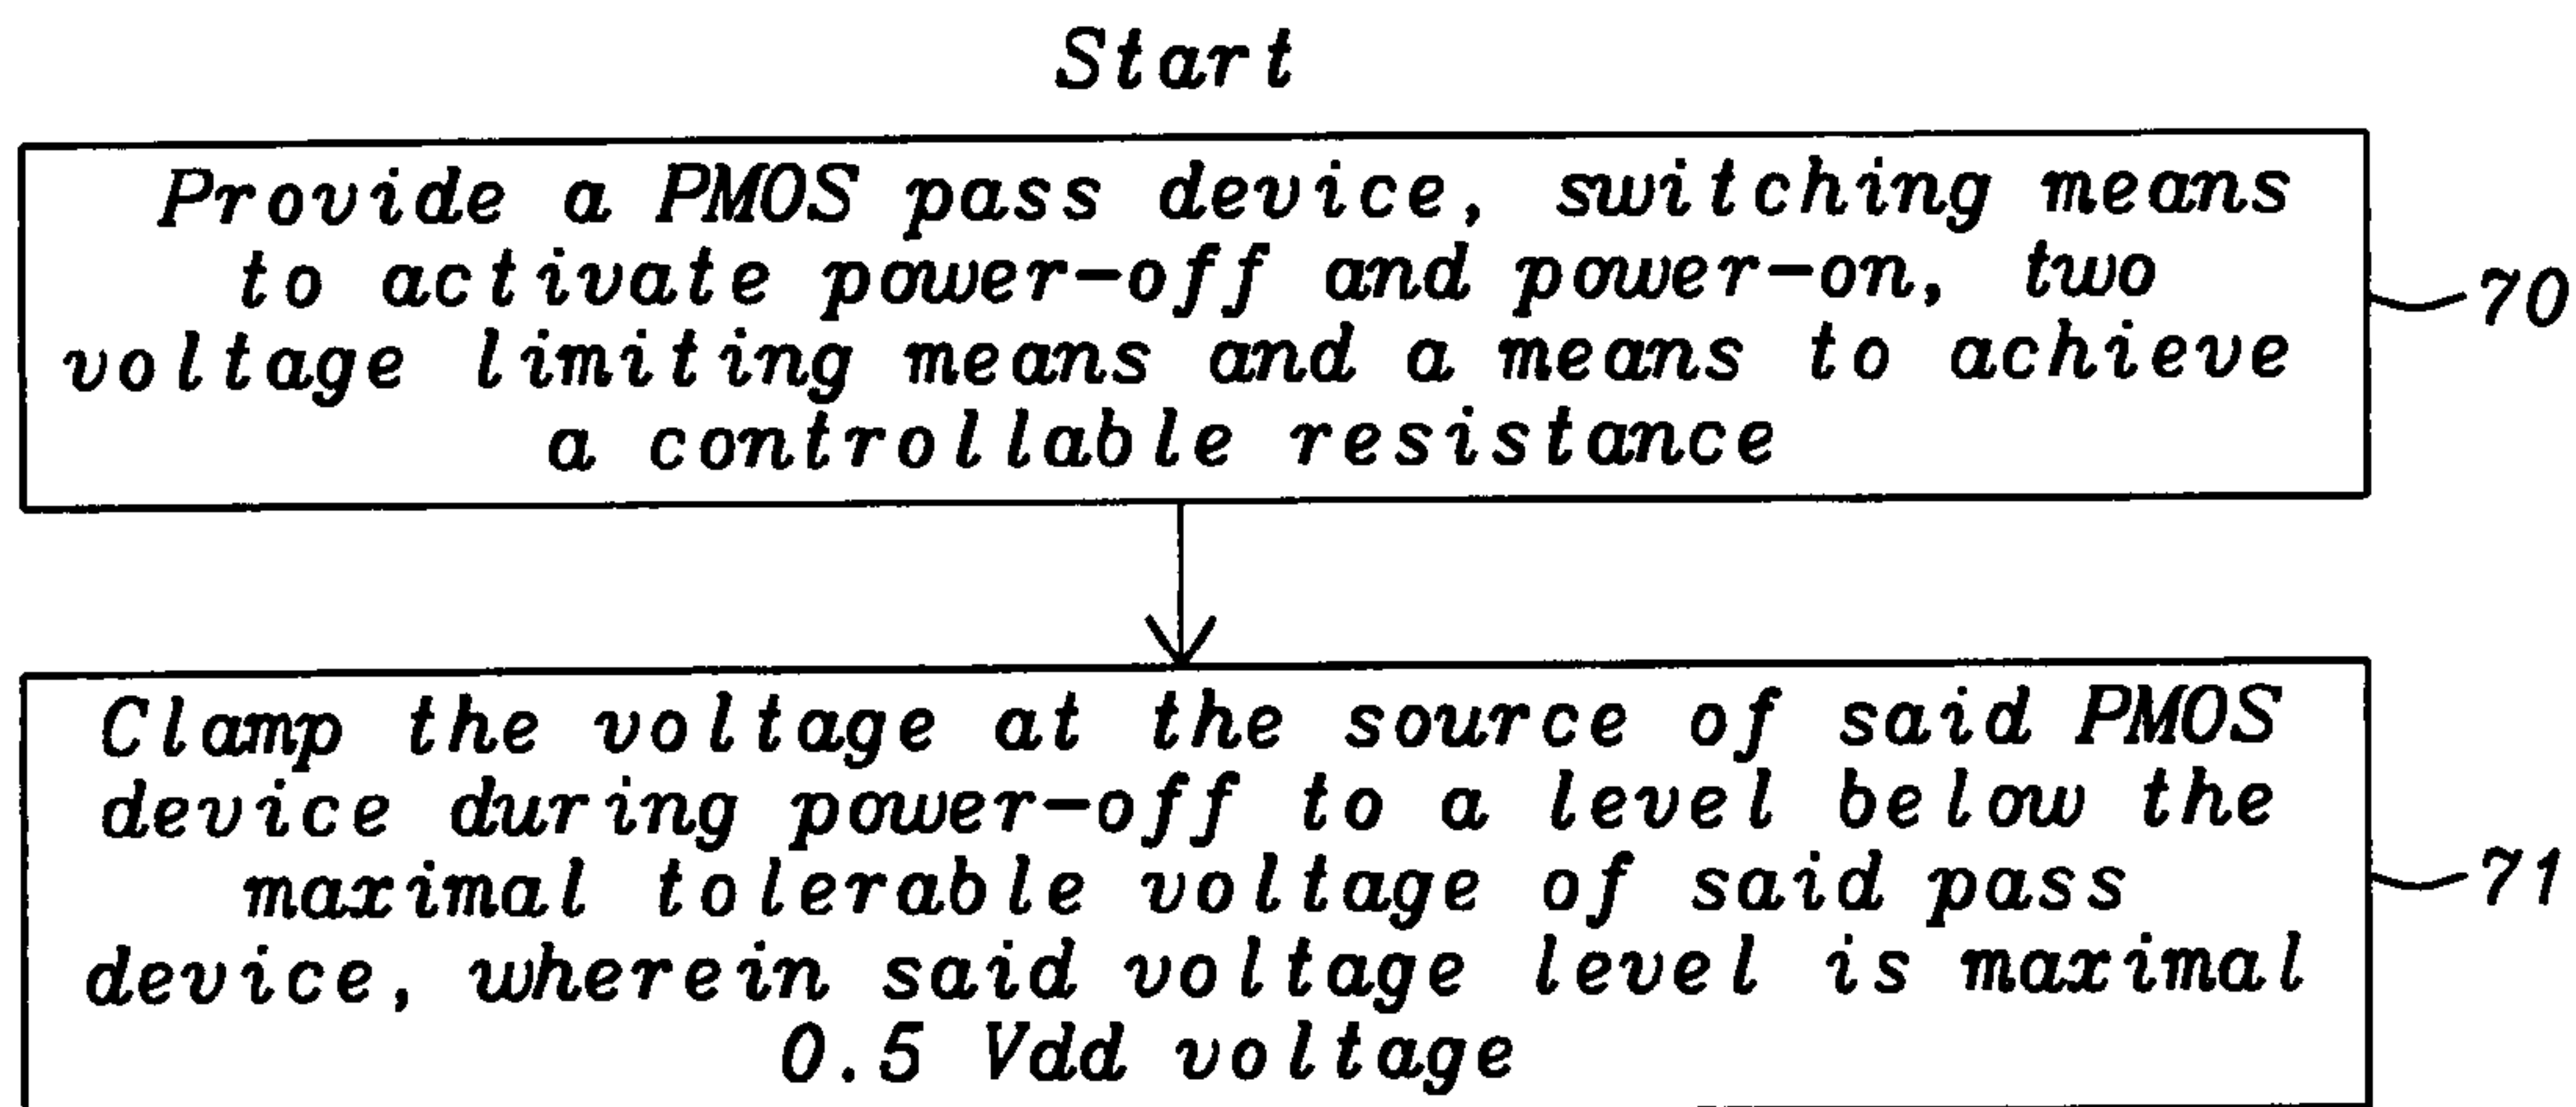 Start
Provide a PMOS pass device, switching means
to activate power-off and power-on, two
voltage limiting means and a means to achieve
a controllable resistance
70
Clamp the voltage at the source of said PMOS
device during power-off to a level below the
maximal tolerable voltage of said pass
device, wherein said voltage level is maximal
0.5 Vdd voltage
71